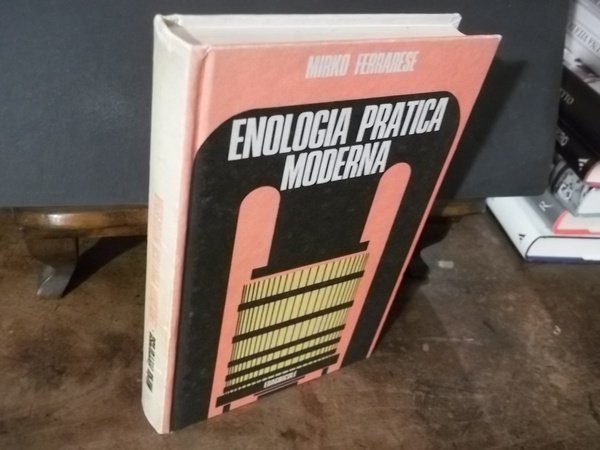 MIRKO FERRARESE
ENOLOGIA PRATICA
MODERNA
EDAGRICOLE